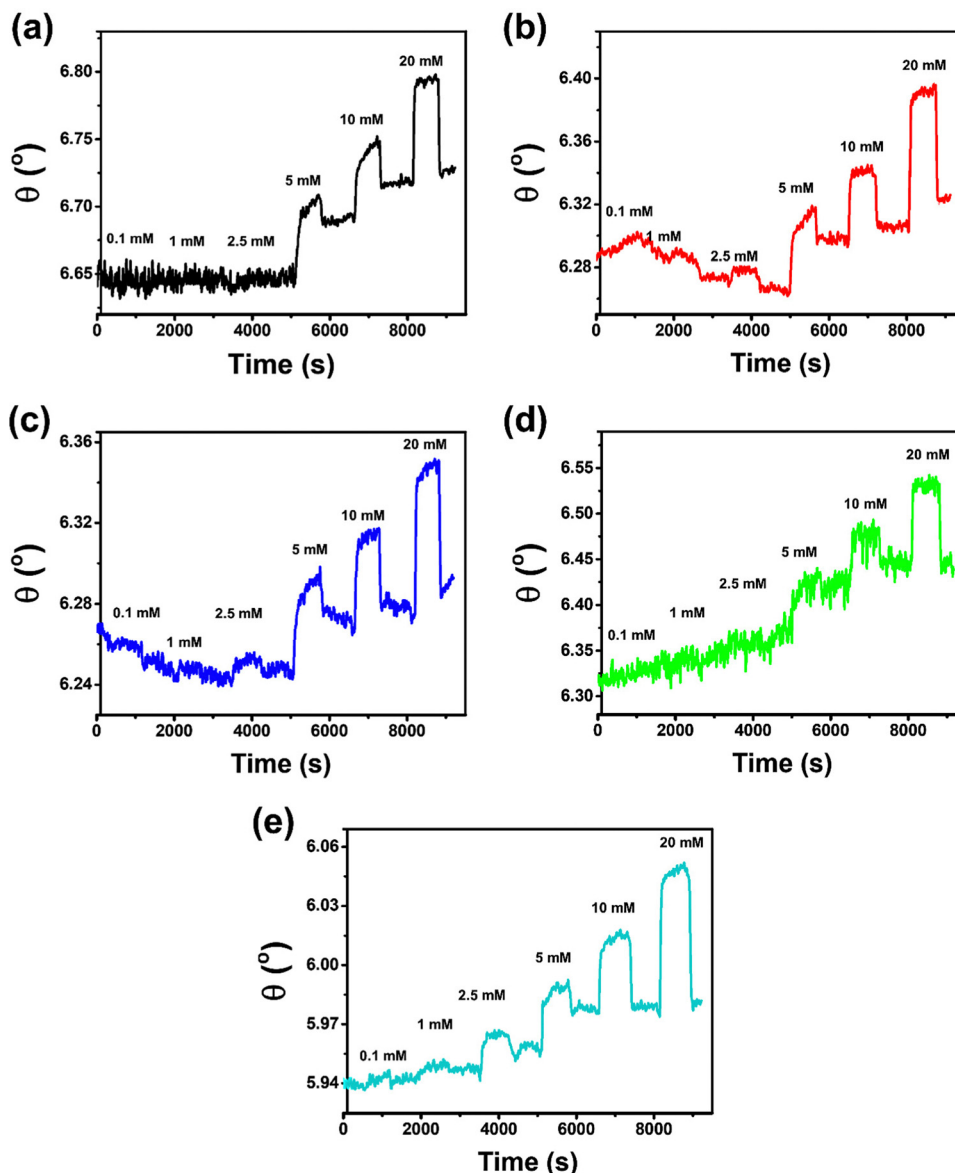 (a)
θ (º)
6.80
6.75
6.70
6.65
0.1 mM
1 mM
2.5 mM
5 mM
10 mM
20 mM
0 2000 4000 6000 8000
Time (s)
(b)
θ (º)
6.40
6.36
6.32
6.28
0.1 mM
1 mM
2.5 mM
5 mM
10 mM
20 mM
0 2000 4000 6000 8000
Time (s)
(c)
θ (º)
6.36
6.32
6.28
6.24
0.1 mM
1 mM
2.5 mM
5 mM
10 mM
20 mM
0 2000 4000 6000 8000
Time (s)
(d)
θ (º)
6.55
6.50
6.45
6.40
6.35
6.30
0.1 mM
1 mM
2.5 mM
5 mM
10 mM
20 mM
0 2000 4000 6000 8000
Time (s)
(e)
θ (º)
6.06
6.03
6.00
5.97
5.94
0.1 mM
1 mM
2.5 mM
5 mM
10 mM
20 mM
0 2000 4000 6000 8000
Time (s)